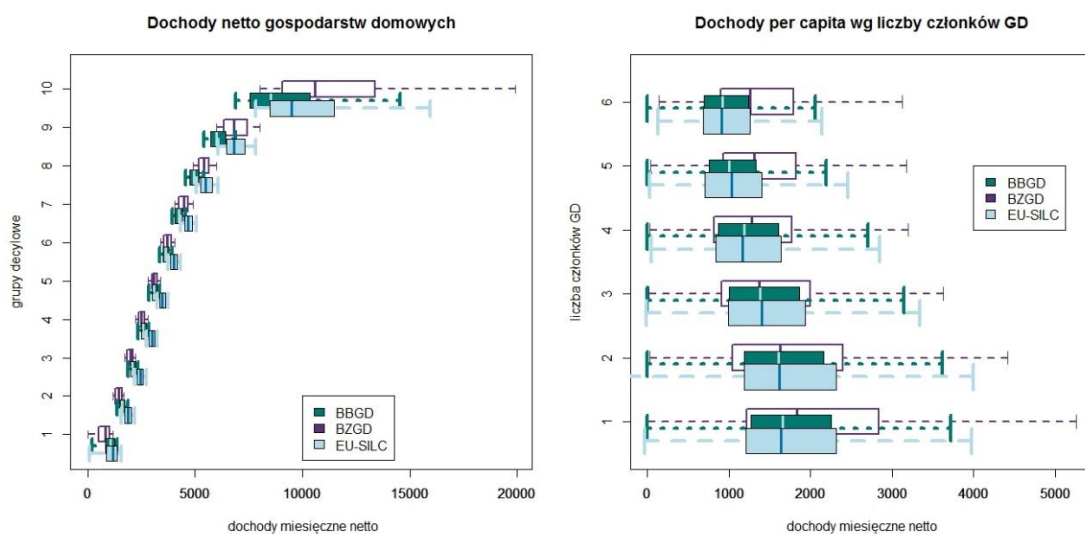 Dochody netto gospodarstw domowych
grupy decylowe
10
9
8
7
6
5
4
3
2
1
BBGD
BZGD
EU-SILC
0 5000 10000 15000 20000
dochody miesięczne netto
Dochody per capita wg liczby członków GD
liczba członków GD
6
5
4
3
2
1
BBGD
BZGD
EU-SILC
0 1000 2000 3000 4000 5000
dochody miesięczne netto